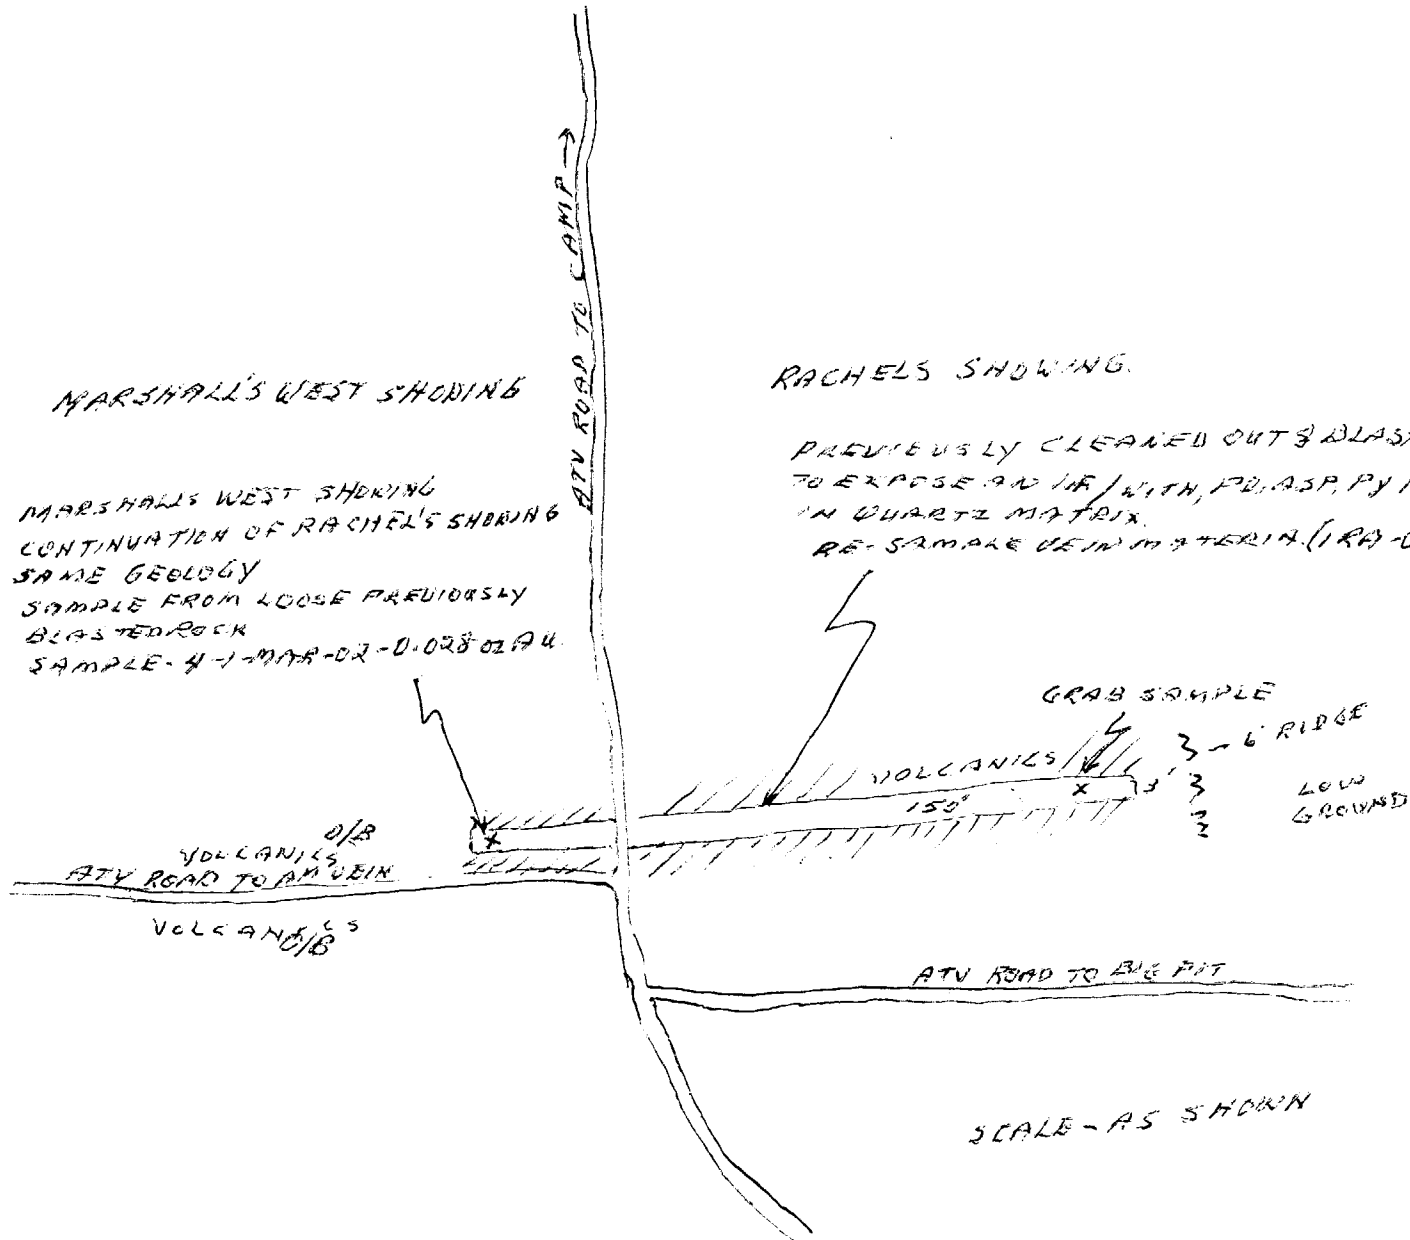 ATV ROAD TO CAMP →
MARSHALL'S WEST SHOWING
MARSHALLS WEST SHOWING
CONTINUATION OF RACHEL'S SHOWING
SAME GEOLOGY
SAMPLE FROM LOOSE PREVIOUSLY
BLASTED ROCK
SAMPLE - 4-1-MAR-02-0.028 oz AU.
RACHELS SHOWING.
PREVIOUSLY CLEANED OUT & BLAS
TO EXPOSE AN IF/WITH, PO, ASP, PY
IN QUARTZ MATRIX.
RE-SAMPLE VEIN MATERIA (1RA-
GRAB SAMPLE
VOLCANICS
150'
X
3'
6' RIDGE
LOW
GROUND
X
O/B
VOLCANICS
ATV ROAD TO AM VEIN
VOLCANICS
O/B
ATV ROAD TO BIG PIT
SCALE - AS SHOWN